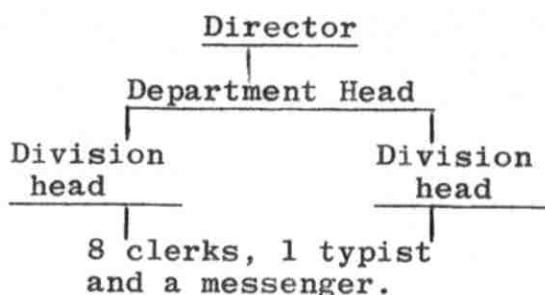 Director
Department Head
Division Division
head head
8 clerks, 1 typist
and a messenger.